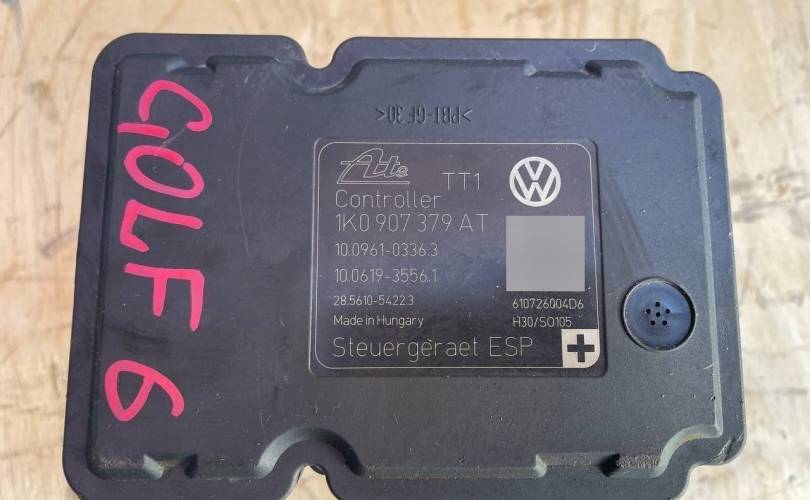 GOLF 6
>PBT-GF30<
Ate
TT1
Controller
1K0 907 379 AT
10.0961-0336.3
10.0619-3556.1
28.5610-5422.3
610726004D6
Made in Hungary
H30/SO105
Steuergeraet ESP